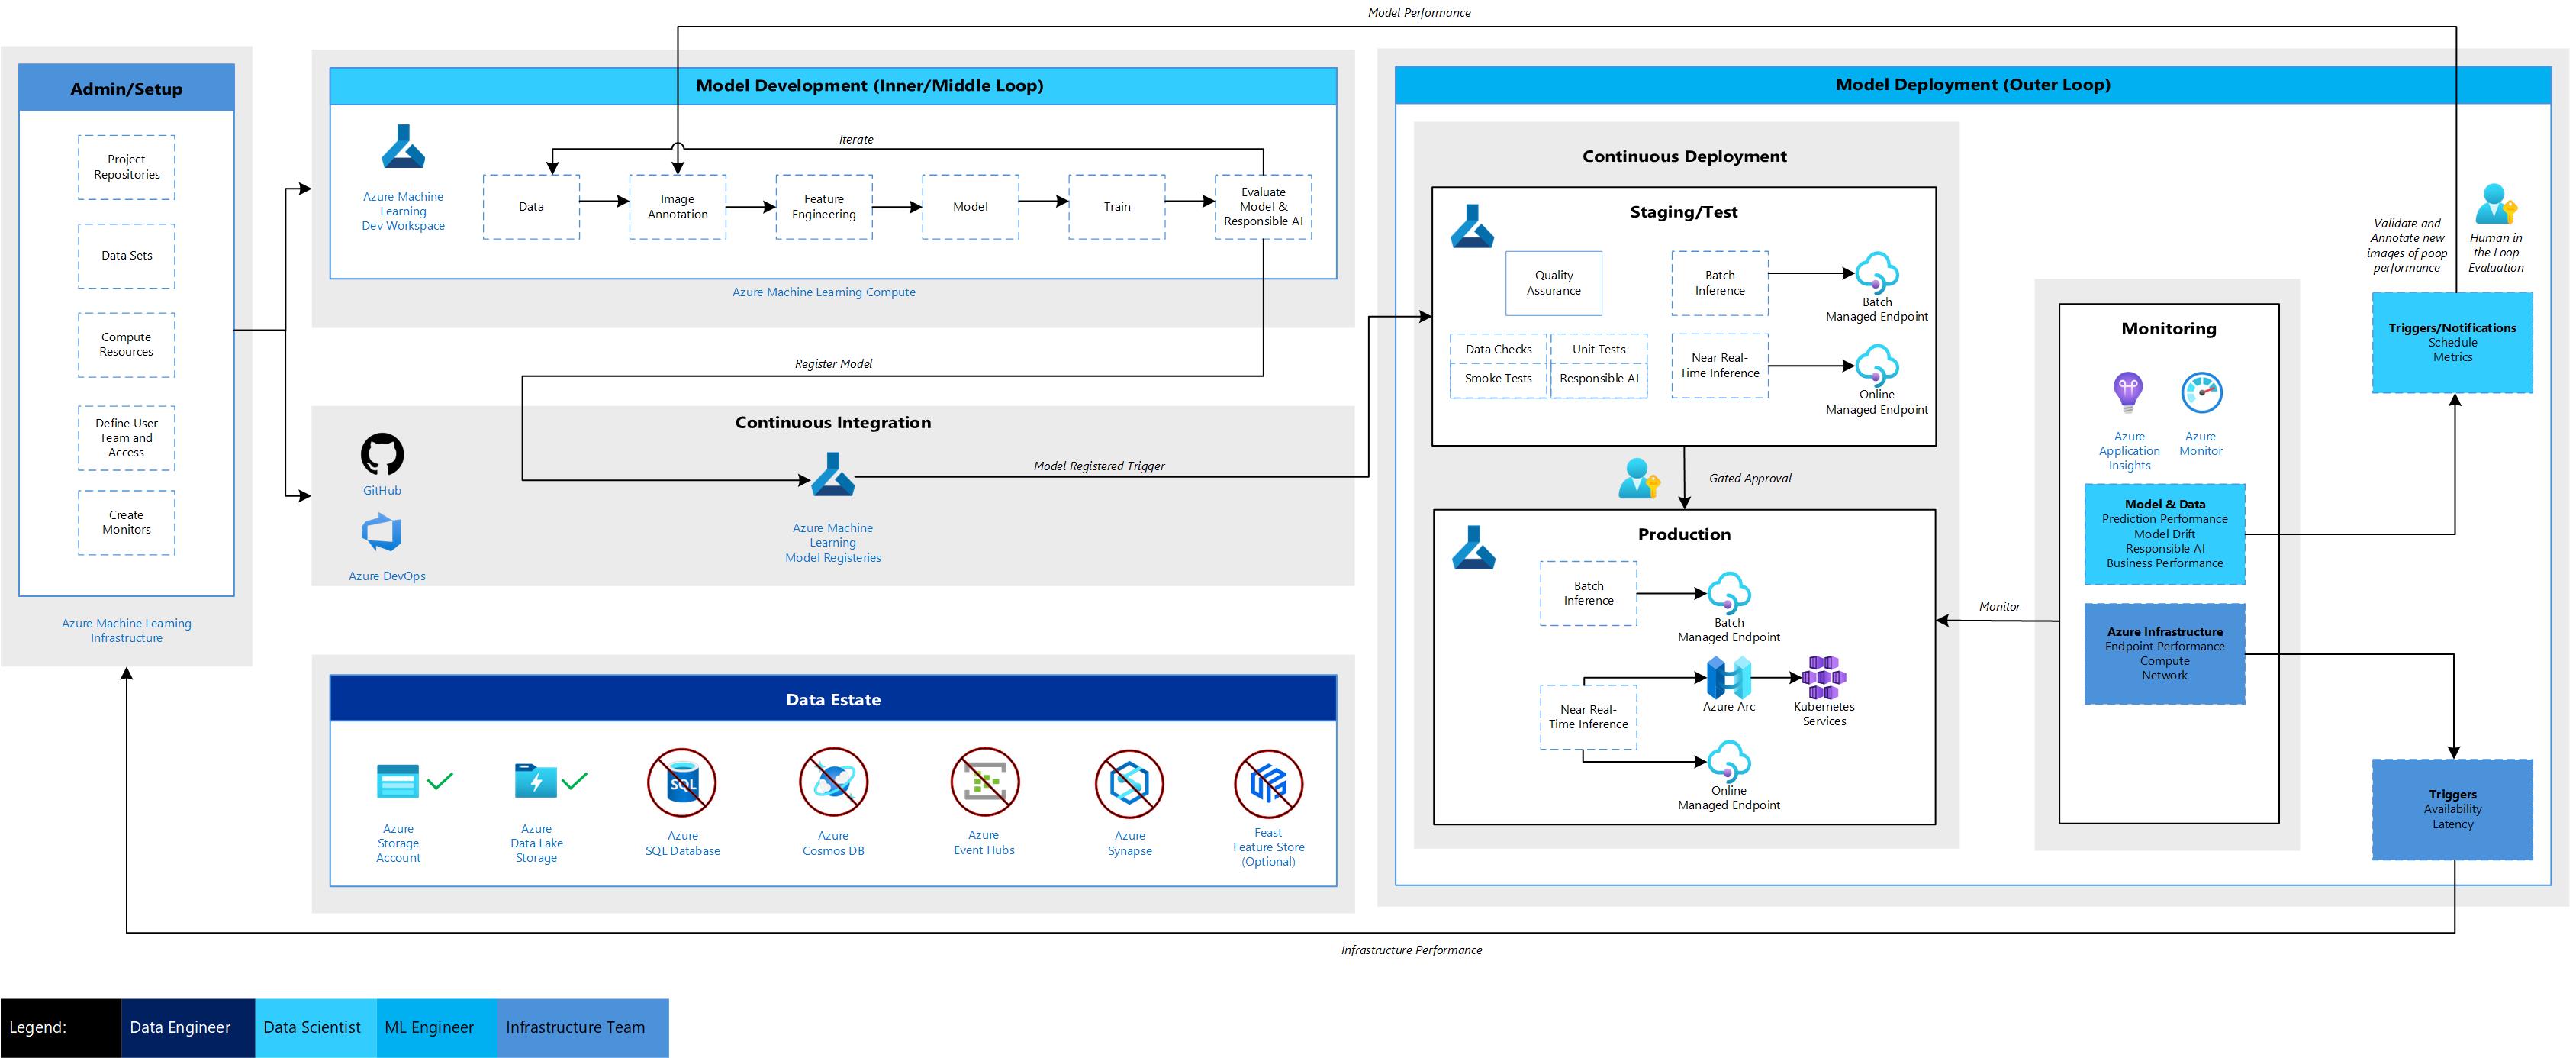 Model Performance
Admin/Setup
Project
Repositories
Data Sets
Compute
Resources
Define User
Team and
Access
Create
Monitors
Azure Machine Learning
Infrastructure
Model Development (Inner/Middle Loop)
Azure Machine
Learning
Dev Workspace
Iterate
Data
Image
Annotation
Feature
Engineering
Model
Train
Evaluate
Model &
Responsible AI
Azure Machine Learning Compute
Register Model
Continuous Integration
GitHub
Azure DevOps
Model Registered Trigger
Azure Machine
Learning
Model Registeries
Data Estate
Azure
Storage
Account
Azure
Data Lake
Storage
SQL
Azure
SQL Database
Azure
Cosmos DB
Azure
Event Hubs
Azure
Synapse
Feast
Feature Store
(Optional)
Model Deployment (Outer Loop)
Continuous Deployment
Staging/Test
Quality
Assurance
Data Checks
Unit Tests
Smoke Tests
Responsible AI
Batch
Inference
Batch
Managed Endpoint
Near Real-
Time Inference
Online
Managed Endpoint
Gated Approval
Production
Batch
Inference
Batch
Managed Endpoint
Near Real-
Time Inference
Azure Arc
Kubernetes
Services
Online
Managed Endpoint
Monitor
Monitoring
Azure
Application
Insights
Azure
Monitor
Model & Data
Prediction Performance
Model Drift
Responsible AI
Business Performance
Azure Infrastructure
Endpoint Performance
Compute
Network
Validate and
Annotate new
images of poop
performance
Human in
the Loop
Evaluation
Triggers/Notifications
Schedule
Metrics
Triggers
Availability
Latency
Infrastructure Performance
Legend:
Data Engineer
Data Scientist
ML Engineer
Infrastructure Team